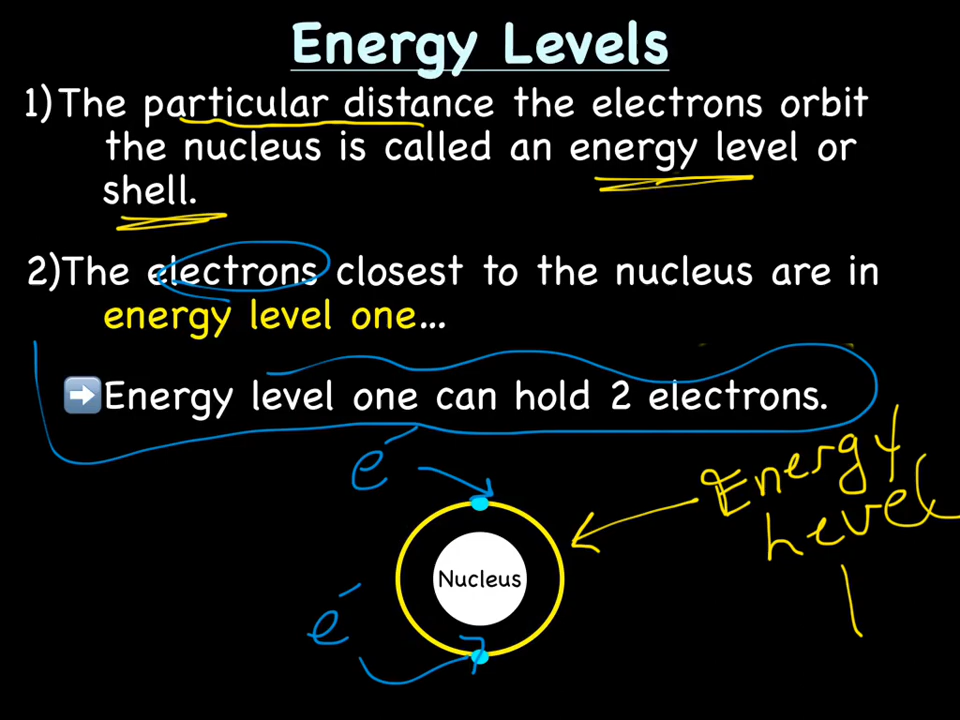 Energy Levels
1) The particular distance the electrons orbit
the nucleus is called an energy level or
shell.
2) The electrons closest to the nucleus are in
energy level one...
➡Energy level one can hold 2 electrons.
e⁻
Energy
Level
1
Nucleus
e⁻